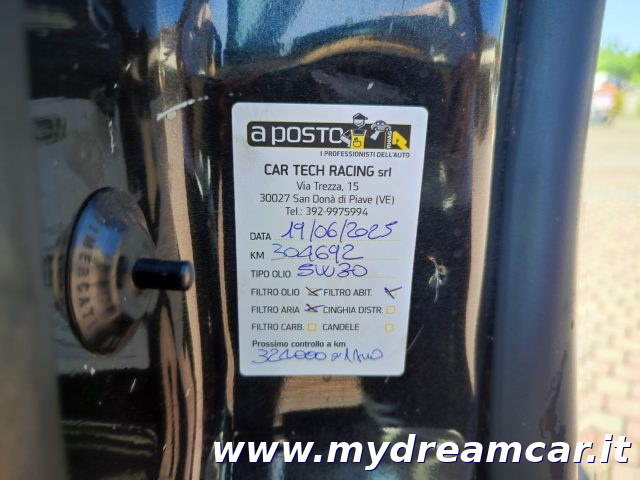 a posto
I PROFESSIONISTI DELL'AUTO
CAR TECH RACING srl
Via Trezza, 15
30027 San Donà di Piave (VE)
Tel.: 392-9975994
DATA 19/06/2025
KM 304692
TIPO OLIO 5W30
FILTRO OLIO FILTRO ABIT.
FILTRO ARIA CINGHIA DISTR.
FILTRO CARB. CANDELE
Prossimo controllo a km
324000 o 1 Anno
www.mydreamcar.it